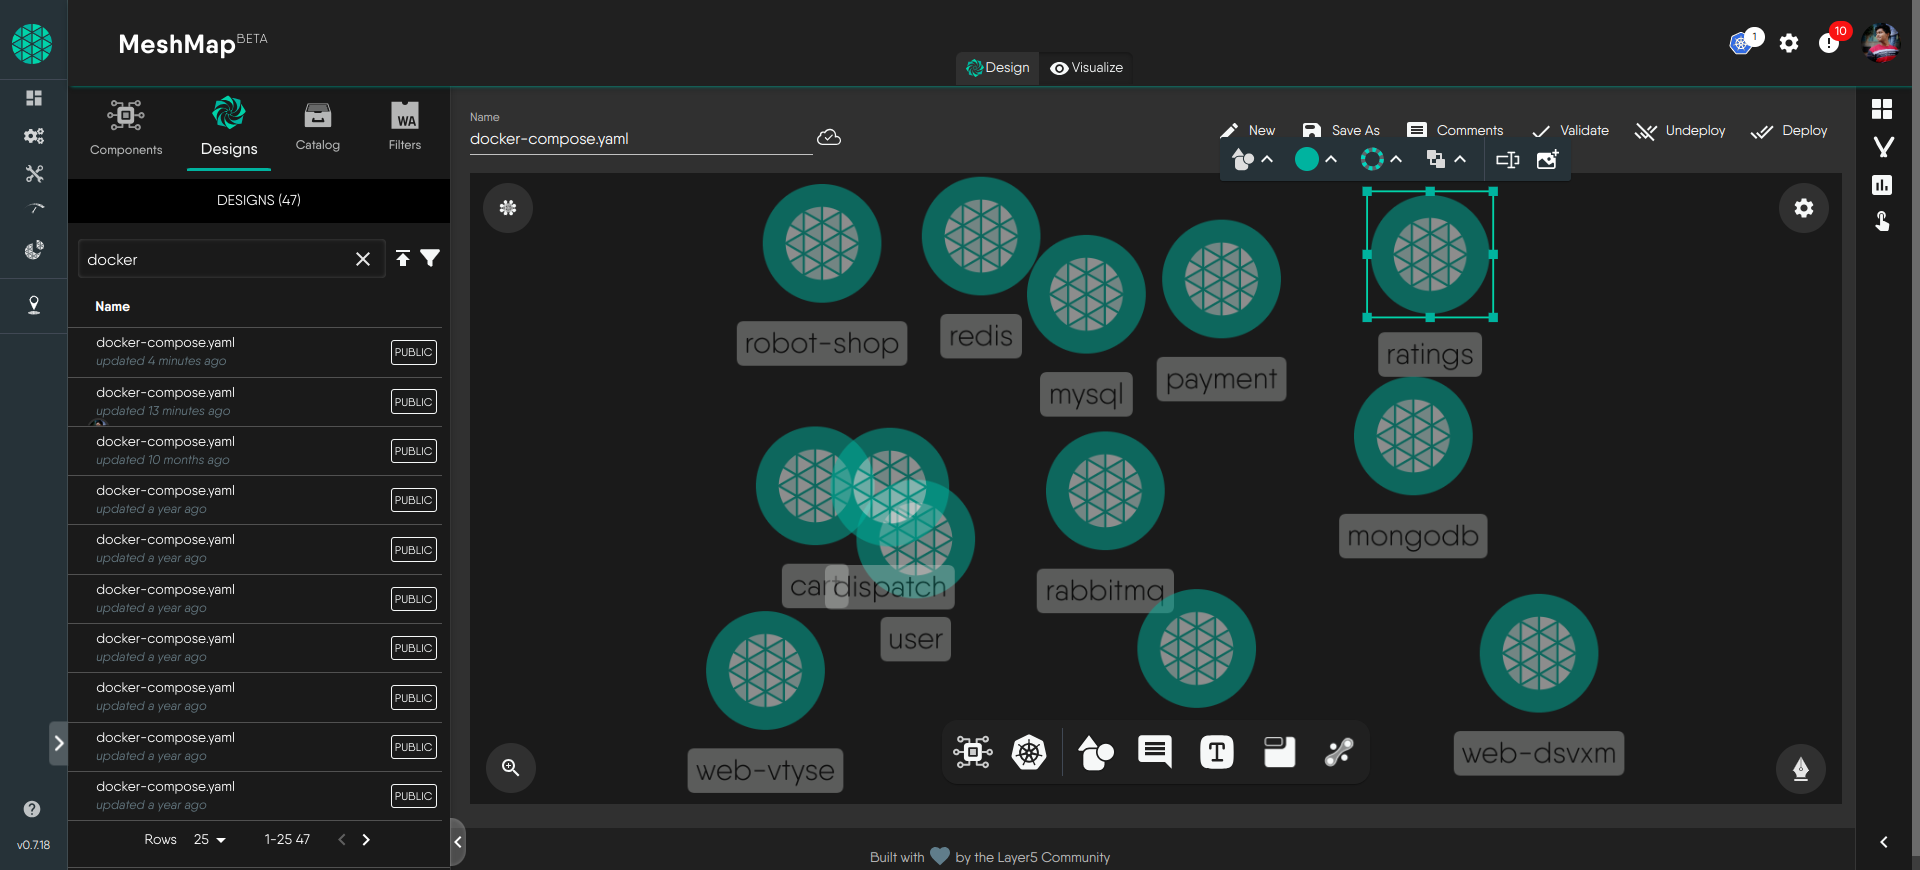 MeshMap BETA
1
10
Design
Visualize
Components
Designs
Catalog
WA
Filters
DESIGNS (47)
docker
Name
docker-compose.yaml
updated 4 minutes ago
PUBLIC
docker-compose.yaml
updated 13 minutes ago
PUBLIC
docker-compose.yaml
updated 10 months ago
PUBLIC
docker-compose.yaml
updated a year ago
PUBLIC
docker-compose.yaml
updated a year ago
PUBLIC
docker-compose.yaml
updated a year ago
PUBLIC
docker-compose.yaml
updated a year ago
PUBLIC
docker-compose.yaml
updated a year ago
PUBLIC
docker-compose.yaml
updated a year ago
PUBLIC
docker-compose.yaml
updated a year ago
PUBLIC
Rows 25 1-25 47
v0.7.18
Name
docker-compose.yaml
New
Save As
Comments
Validate
Undeploy
Deploy
robot-shop
redis
mysql
payment
ratings
mongodb
cart
dispatch
user
rabbitmq
web-vtyse
web-dsvxm
T
Built with by the Layer5 Community